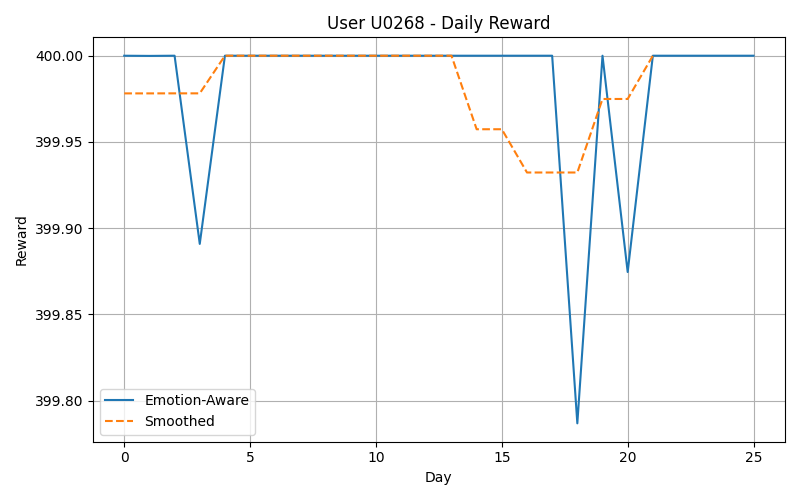 User U0268 - Daily Reward
400.00
399.95
399.90
399.85
399.80
Reward
Emotion-Aware
Smoothed
0 5 10 15 20 25
Day